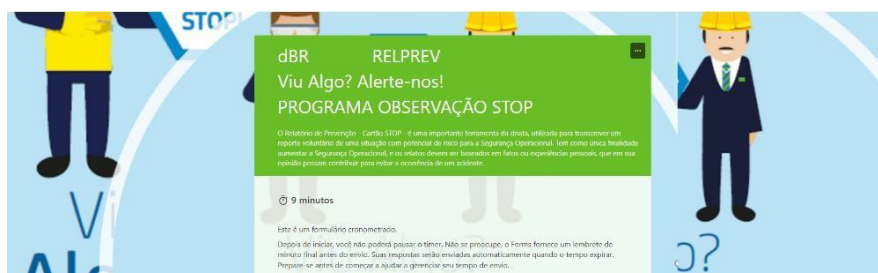 STOP!
dBR RELPREV
Viu Algo? Alerte-nos!
PROGRAMA OBSERVAÇÃO STOP
O Relatório de Prevenção - Cartão STOP - é uma importante ferramenta da dnata, utilizada para transcrever um
reporte voluntário de uma situação com potencial de risco para a Segurança Operacional. Tem como única finalidade
aumentar a Segurança Operacional, e os relatos devem ser baseados em fatos ou experiências pessoais, que em sua
opinião possam contribuir para evitar a ocorrência de um acidente.
9 minutos
Este é um formulário cronometrado.
Depois de iniciar, você não poderá pausar o timer. Não se preocupe, o Forms fornece um lembrete de
minuto final antes do envio. Suas respostas serão enviadas automaticamente quando o tempo expirar.
Prepare-se antes de começar a ajudar a gerenciar seu tempo de envio.
Vi